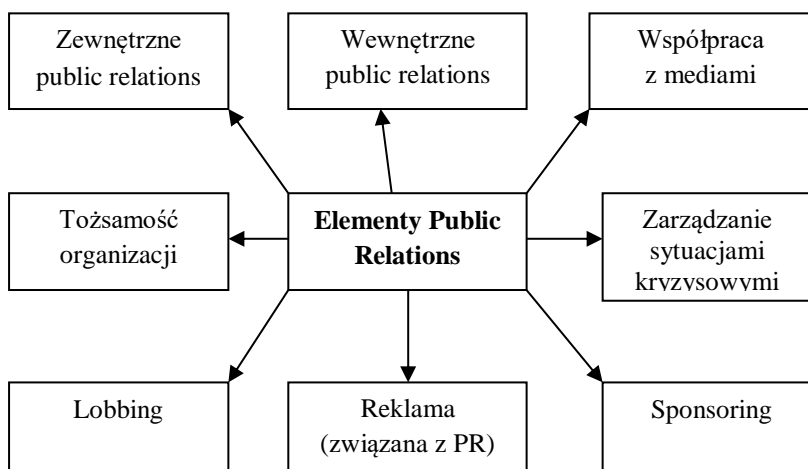 Zewnętrzne
public relations
Wewnętrzne
public relations
Współpraca
z mediami
Tożsamość
organizacji
Elementy Public
Relations
Zarządzanie
sytuacjami
kryzysowymi
Lobbing
Reklama
(związana z PR)
Sponsoring